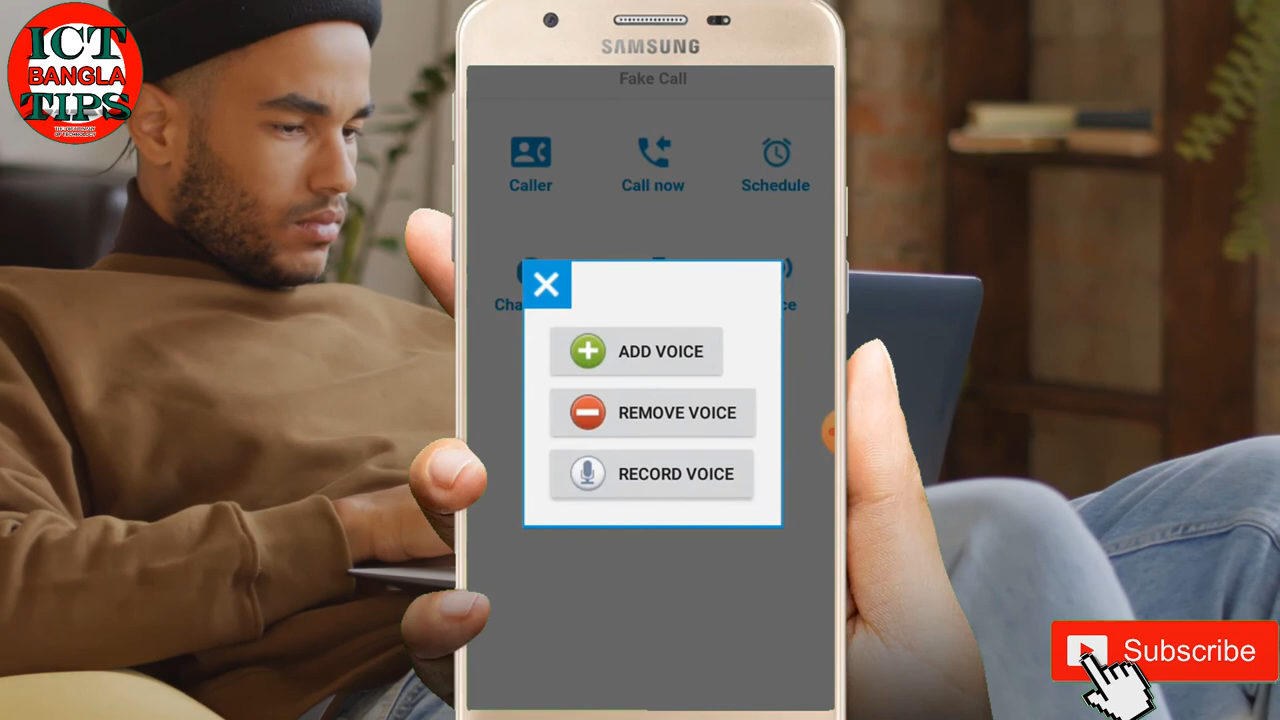 ICT
BANGLA
TIPS
SAMSUNG
Fake Call
Caller
Call now
Schedule
ADD VOICE
REMOVE VOICE
RECORD VOICE
Subscribe